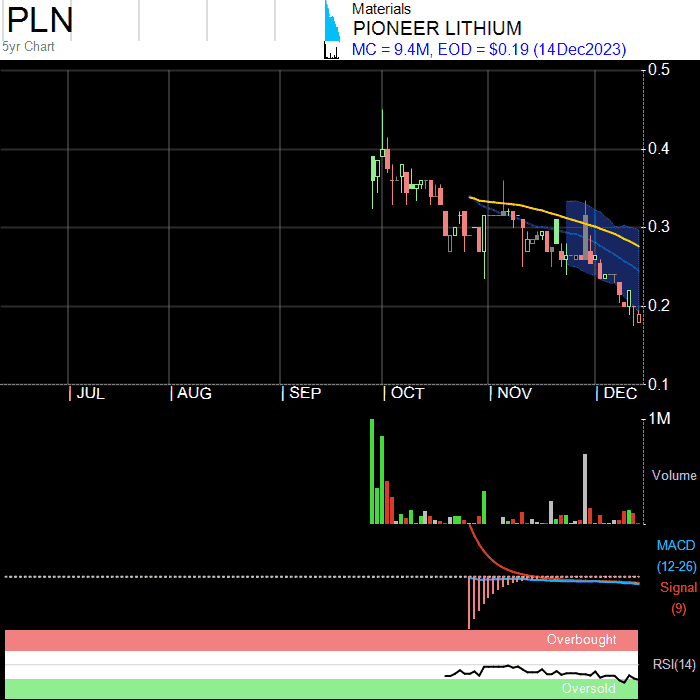 PLN
5yr Chart
Materials
PIONEER LITHIUM
MC = 9.4M, EOD = $0.19 (14Dec2023)
0.5
0.4
0.3
0.2
0.1
JUL AUG SEP OCT NOV DEC
1M
Volume
MACD
(12-26)
Signal
(9)
Overbought
RSI(14)
Oversold